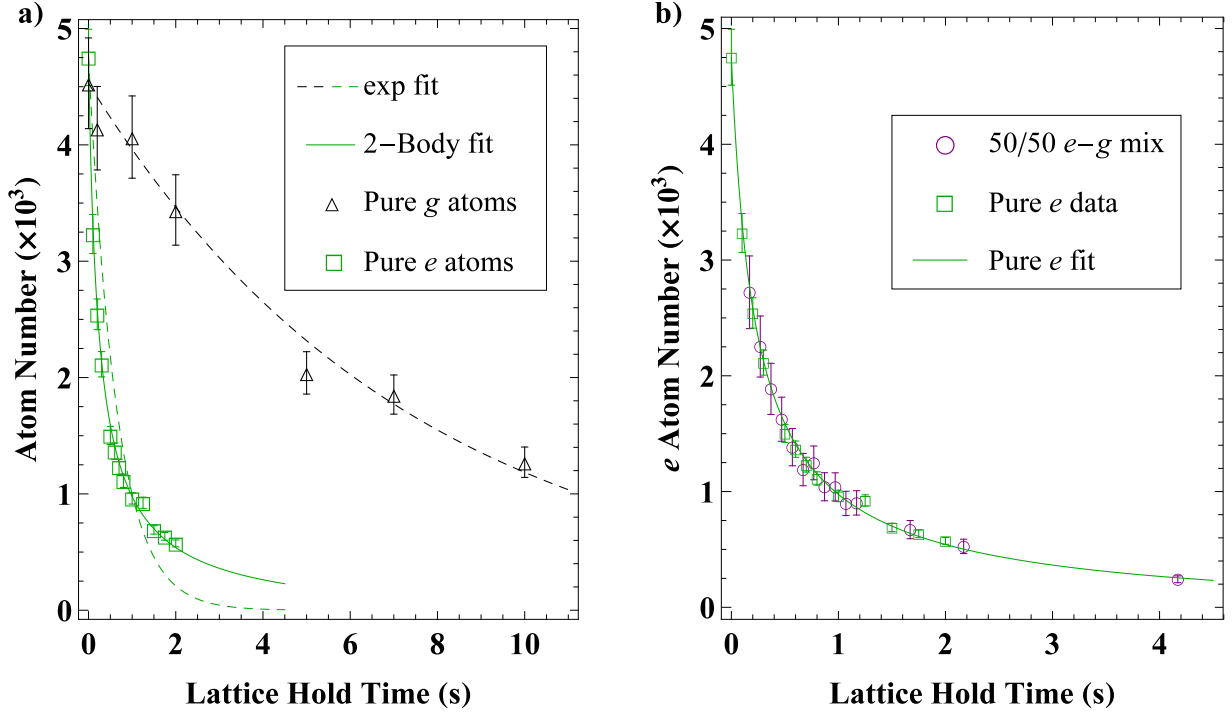 a)
Atom Number (×10³)
5
4
3
2
1
0
exp fit
2−Body fit
Pure g atoms
Pure e atoms
0 2 4 6 8 10
Lattice Hold Time (s)
b)
e Atom Number (×10³)
5
4
3
2
1
0
50/50 e−g mix
Pure e data
Pure e fit
0 1 2 3 4
Lattice Hold Time (s)